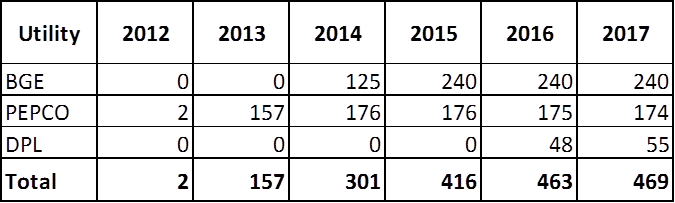 Utility 2012 2013 2014 2015 2016 2017
BGE 0 0 125 240 240 240
PEPCO 2 157 176 176 175 174
DPL 0 0 0 0 48 55
Total 2 157 301 416 463 469